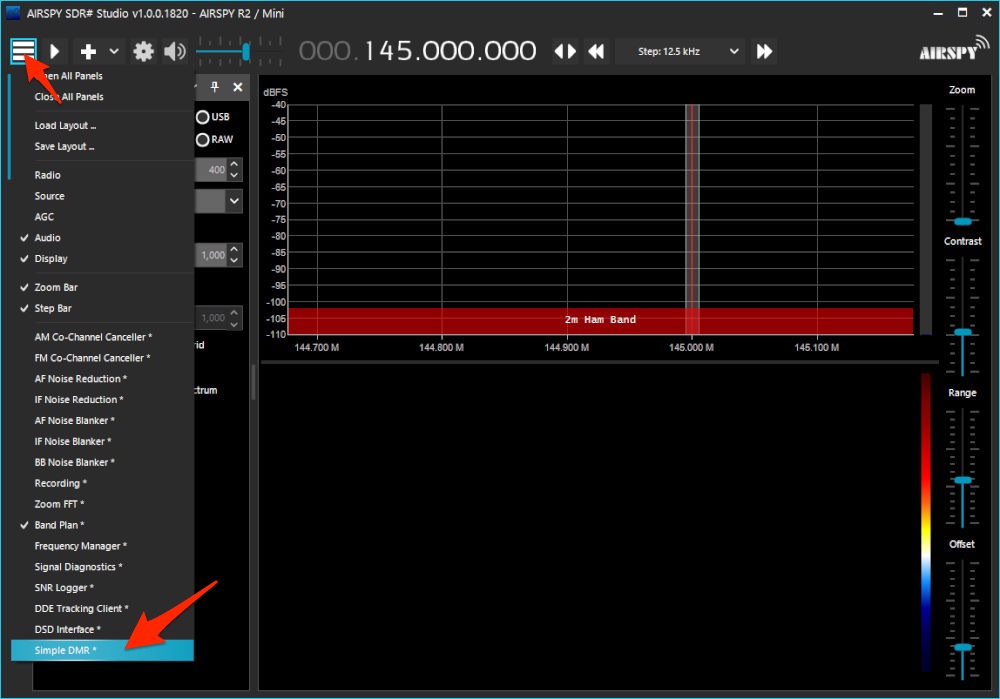 AIRSPY SDR# Studio v1.0.0.1820 - AIRSPY R2 / Mini
000.145.000.000
Step: 12.5 kHz
AIRSPY
All Panels
All Panels
Load Layout ...
Save Layout ...
Radio
Source
AGC
Audio
Display
Zoom Bar
Step Bar
AM Co-Channel Canceller *
FM Co-Channel Canceller *
AF Noise Reduction *
IF Noise Reduction *
AF Noise Blanker *
IF Noise Blanker *
BB Noise Blanker *
Recording *
Zoom FFT *
Band Plan *
Frequency Manager *
Signal Diagnostics *
SNR Logger *
DDE Tracking Client *
DSD Interface *
Simple DMR *
USB
RAW
400
1,000
1,000
rid
ctrum
dBFS
-40
-45
-50
-55
-60
-65
-70
-75
-80
-85
-90
-95
-100
-105
-110
2m Ham Band
144.700 M
144.800 M
144.900 M
145.000 M
145.100 M
Zoom
Contrast
Range
Offset